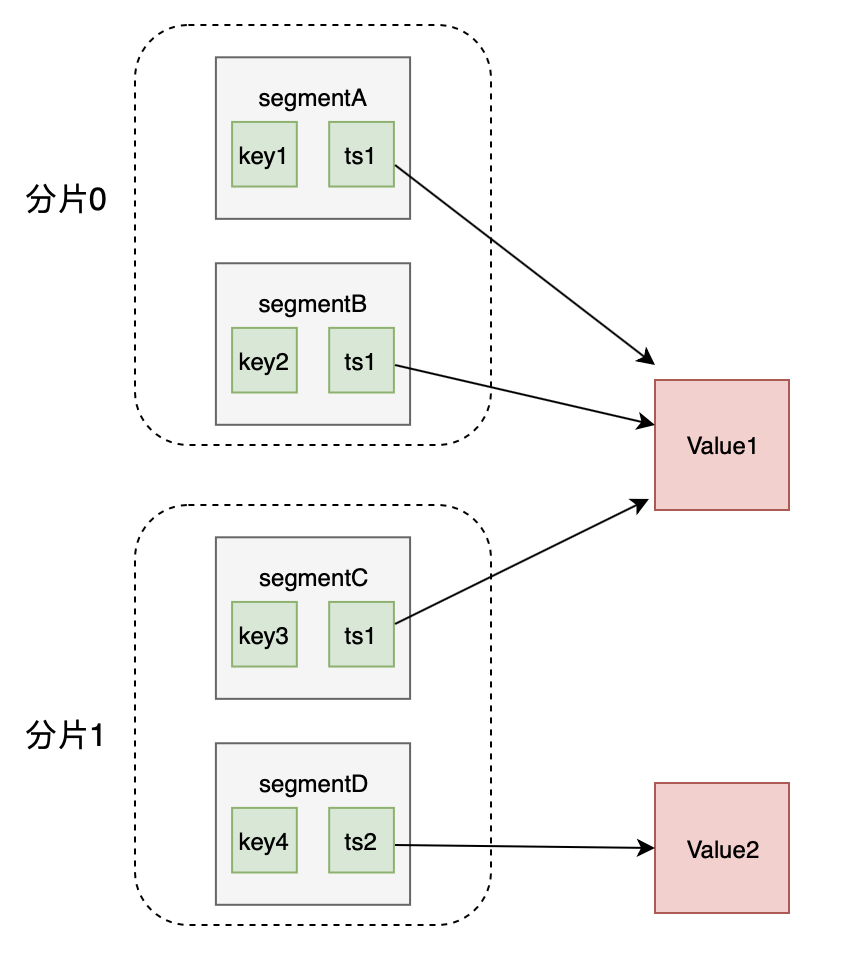 segmentA
key1 ts1
分片0
segmentB
key2 ts1
Value1
segmentC
key3 ts1
分片1
segmentD
key4 ts2
Value2